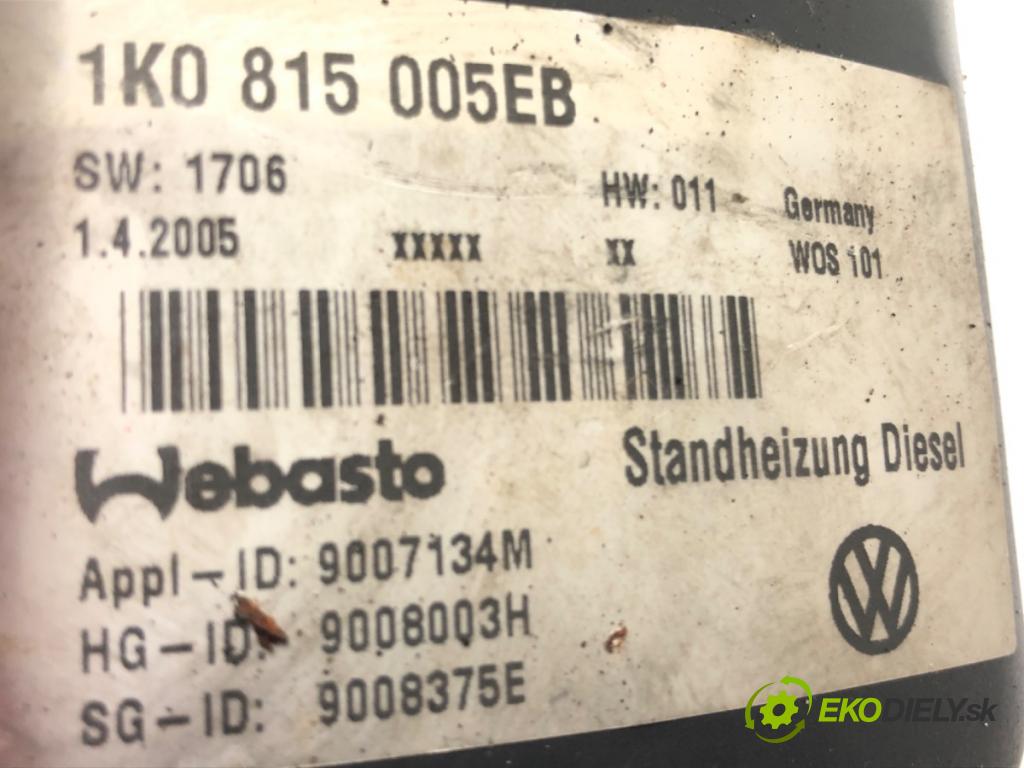 1K0 815 005EB
SW: 1706 HW: 011 Germany
1.4.2005 XXXXX XX WOS 101
Webasto Standheizung Diesel
Appl-ID: 9007134M
HG-ID: 9008003H
SG-ID: 9008375E
EKODIELY.sk